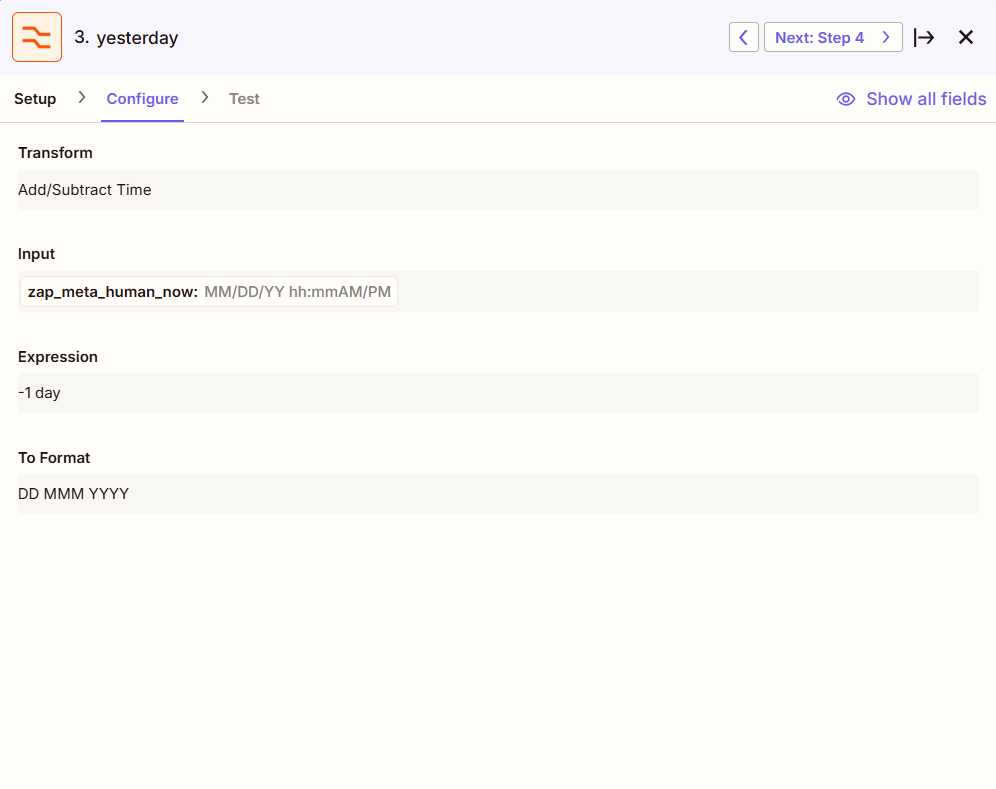 3. yesterday
Next: Step 4
Setup
Configure
Test
Show all fields
Transform
Add/Subtract Time
Input
zap_meta_human_now: MM/DD/YY hh:mmAM/PM
Expression
-1 day
To Format
DD MMM YYYY